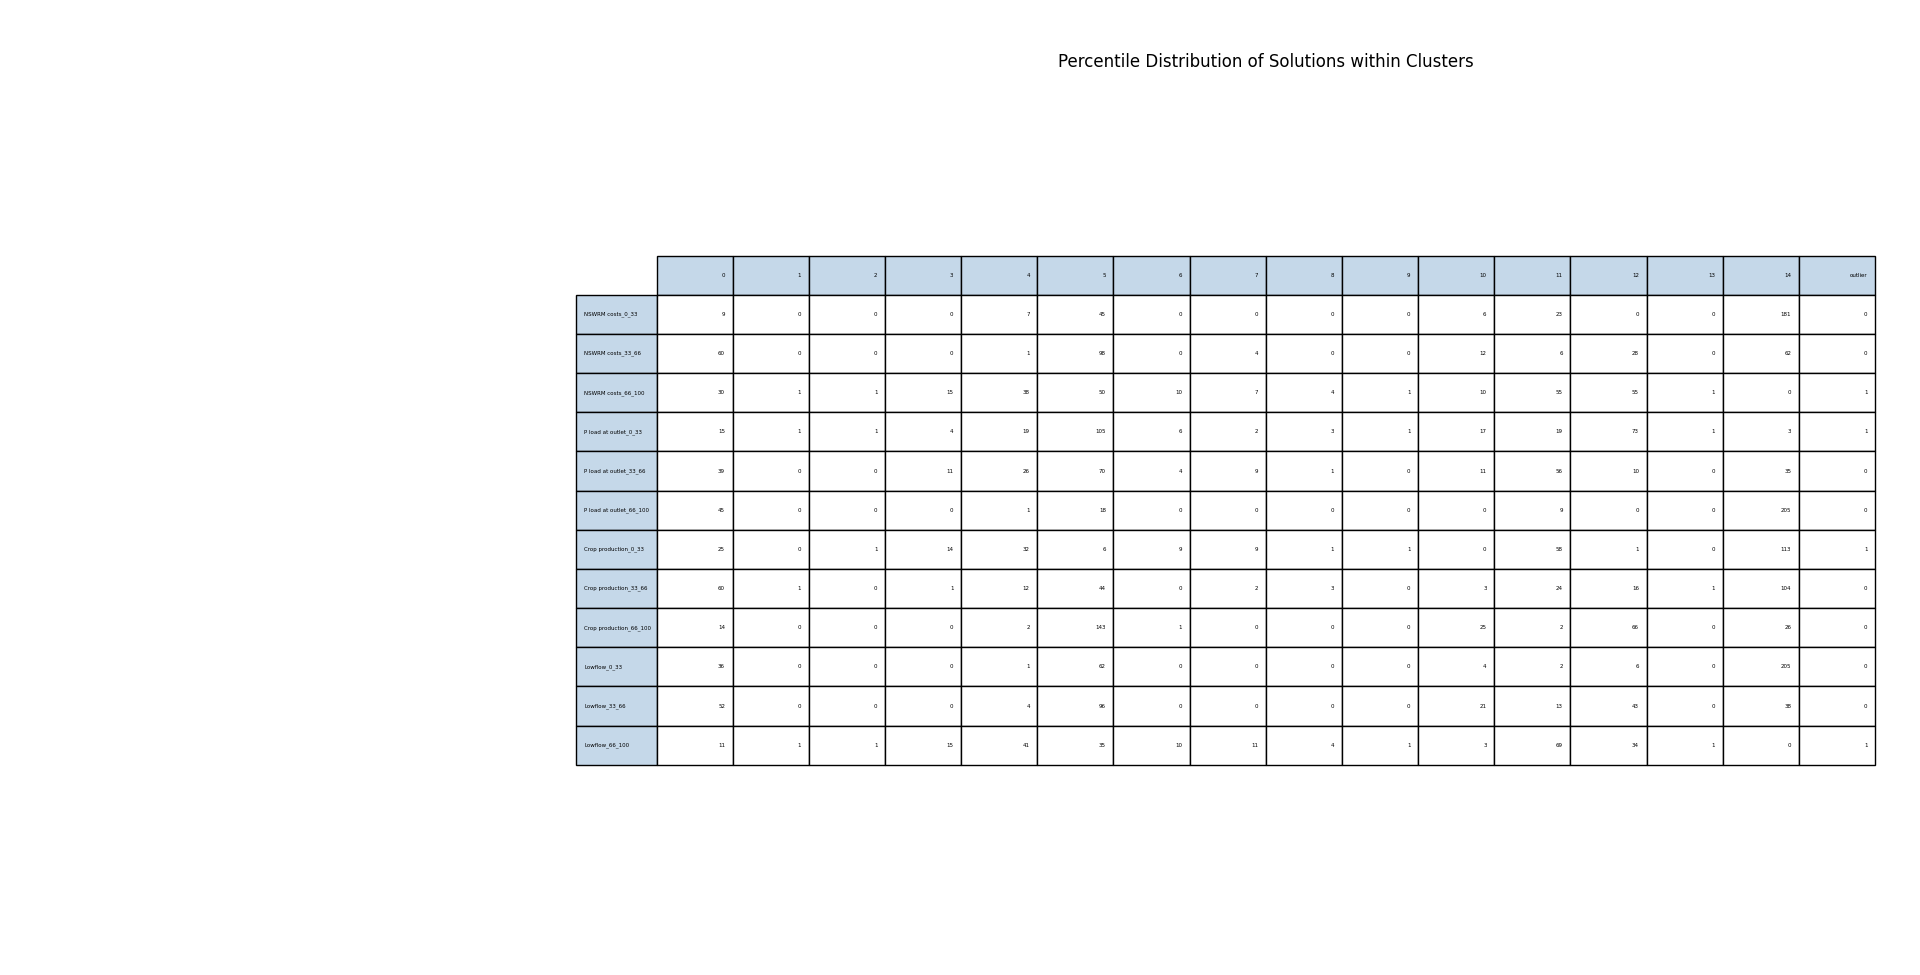 Percentile Distribution of Solutions within Clusters
0 1 2 3 4 5 6 7 8 9 10 11 12 13 14 outlier
NSWRM costs_0_33 9 0 0 0 7 45 0 0 0 0 6 23 0 0 181 0
NSWRM costs_33_66 60 0 0 0 1 98 0 4 0 0 12 6 28 0 62 0
NSWRM costs_66_100 30 1 1 15 38 50 10 7 4 1 10 55 55 1 0 1
P load at outlet_0_33 15 1 1 4 19 105 6 2 3 1 17 19 73 1 3 1
P load at outlet_33_66 39 0 0 11 26 70 4 9 1 0 11 56 10 0 35 0
P load at outlet_66_100 45 0 0 0 1 18 0 0 0 0 0 9 0 0 205 0
Crop production_0_33 25 0 1 14 32 6 9 9 1 1 0 58 1 0 113 1
Crop production_33_66 60 1 0 1 12 44 0 2 3 0 3 24 16 1 104 0
Crop production_66_100 14 0 0 0 2 143 1 0 0 0 25 2 66 0 26 0
Lowflow_0_33 36 0 0 0 1 62 0 0 0 0 4 2 6 0 205 0
Lowflow_33_66 52 0 0 0 4 96 0 0 0 0 21 13 43 0 38 0
Lowflow_66_100 11 1 1 15 41 35 10 11 4 1 3 69 34 1 0 1